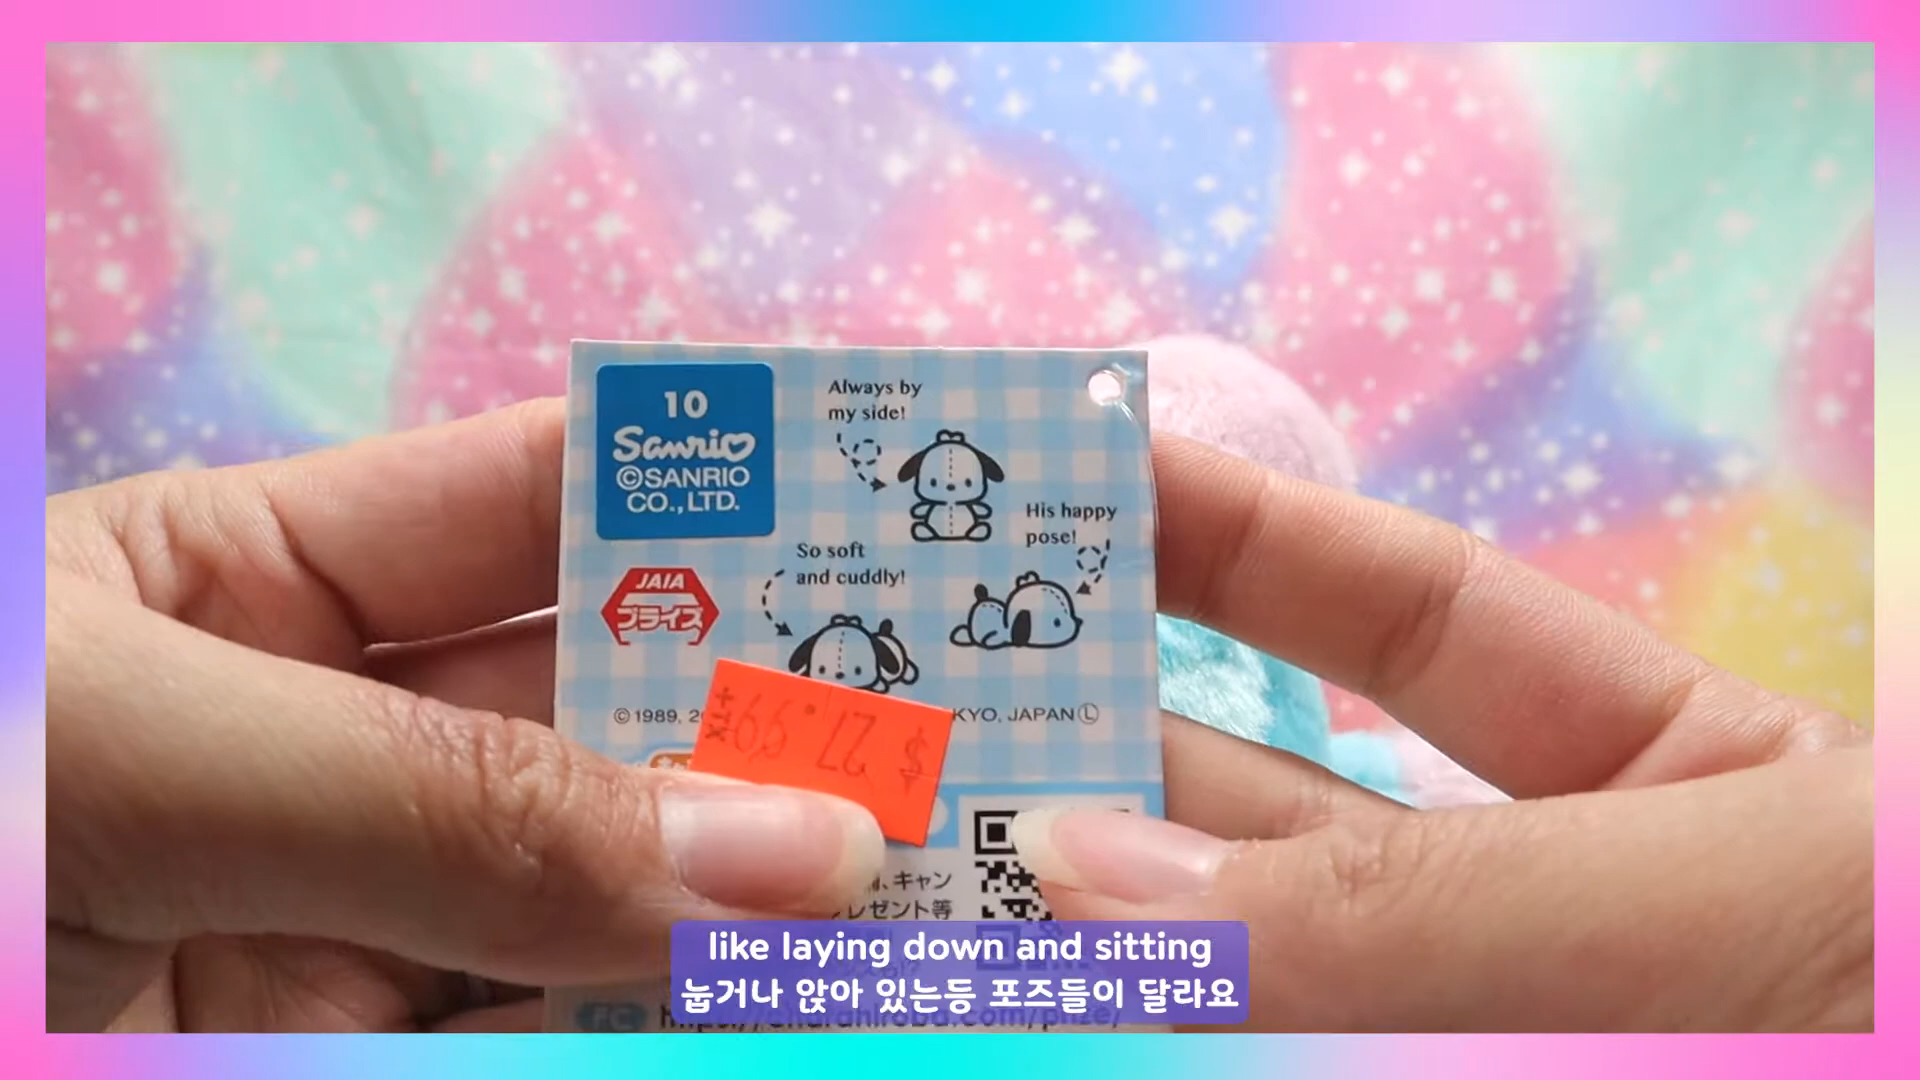 10
Sanrio
©SANRIO
CO.,LTD.
Always by
my side!
His happy
pose!
So soft
and cuddly!
JAIA
プライズ
©1989,
KYO, JAPAN Ⓛ
$ 27.99
+TX
、キャン
レゼント等
like laying down and sitting
눕거나 앉아 있는등 포즈들이 달라요